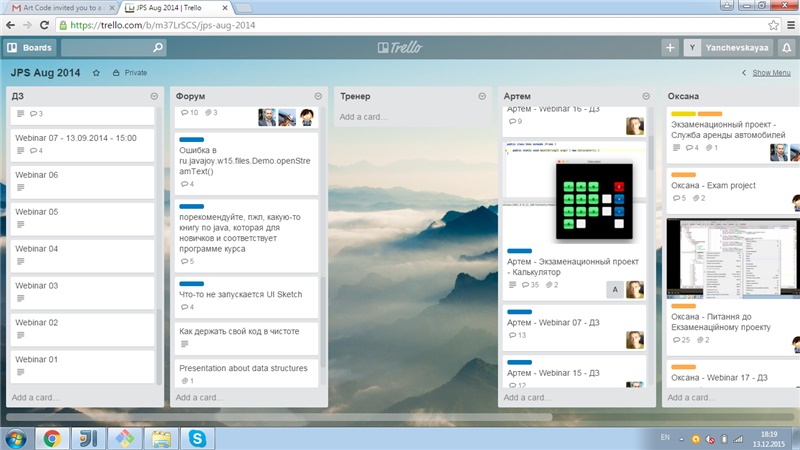 Art Code invited you to a
JPS Aug 2014 | Trello
https://trello.com/b/m37LrSCS/jps-aug-2014
Boards
Trello
Y
Yanchevskayaa
JPS Aug 2014
Private
Show Menu
ДЗ
3
Webinar 07 - 13.09.2014 - 15:00
4
Webinar 06
Webinar 05
Webinar 04
Webinar 03
Webinar 02
Webinar 01
Add a card…
Форум
10 3
Ошибка в
ru.javajoy.w15.files.Demo.openStre
amText()
4
порекомендуйте, пжл, какую-то
книгу по java, которая для
новичков и соответствует
программе курса
5
Что-то не запускается UI Sketch
4
Как держать свой код в чистоте
Presentation about data structures
1
Add a card…
Тренер
Add a card…
Артем
Артем - Webinar 16 - ДЗ
9
Артем - Экзаменационный проект
- Калькулятор
35 2
A
Артем - Webinar 07 - ДЗ
13
Артем - Webinar 15 - ДЗ
12
Add a card…
Оксана
Экзаменационный проект -
Служба аренды автомобилей
4 1
Оксана - Exam project
5 2
Оксана - Питання до
Екзаменаційному проекту
25 2
Оксана - Webinar 17 - ДЗ
Add a card…
EN
18:19
13.12.2015